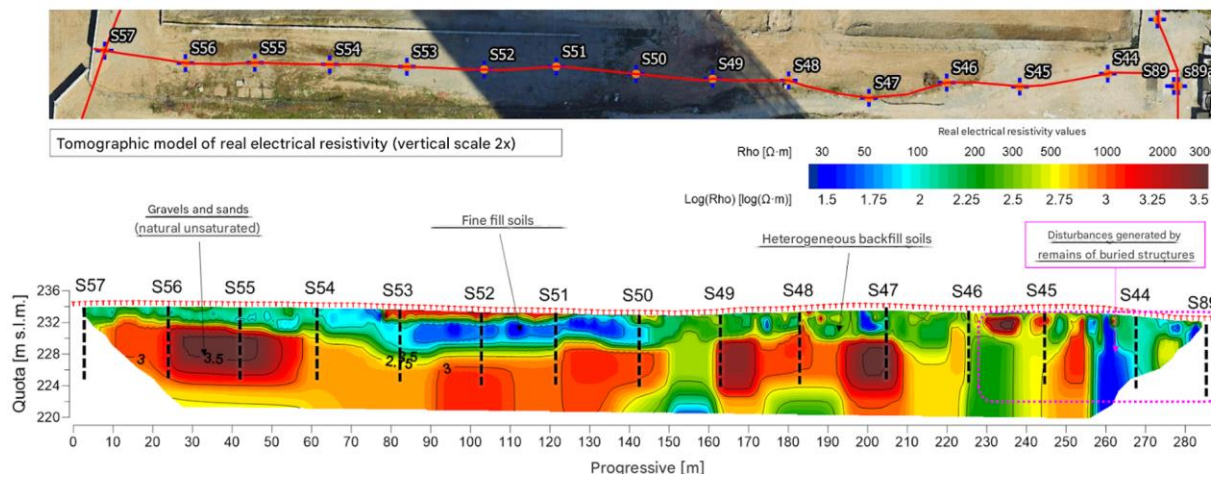 S57 S56 S55 S54 S53 S52 S51 S50 S49 S48 S47 S46 S45 S44 S89 s89a
Tomographic model of real electrical resistivity (vertical scale 2x)
Real electrical resistivity values
Rho [Ω·m] 30 60 100 200 300 500 1000 2000 3000
Log(Rho) [log(Ω·m)] 1.5 1.75 2 2.25 2.5 2.75 3 3.25 3.5
Gravels and sands
(natural unsaturated)
Fine fill soils
Heterogeneous backfill soils
Disturbances generated by
remains of buried structures
S57 S56 S55 S54 S53 S52 S51 S50 S49 S48 S47 S46 S45 S44 S89
Quota [m s.l.m.]
236
232
228
224
220
3
3.5
3
0 10 20 30 40 50 60 70 80 90 100 110 120 130 140 150 160 170 180 190 200 210 220 230 240 250 260 270 280
Progressive [m]